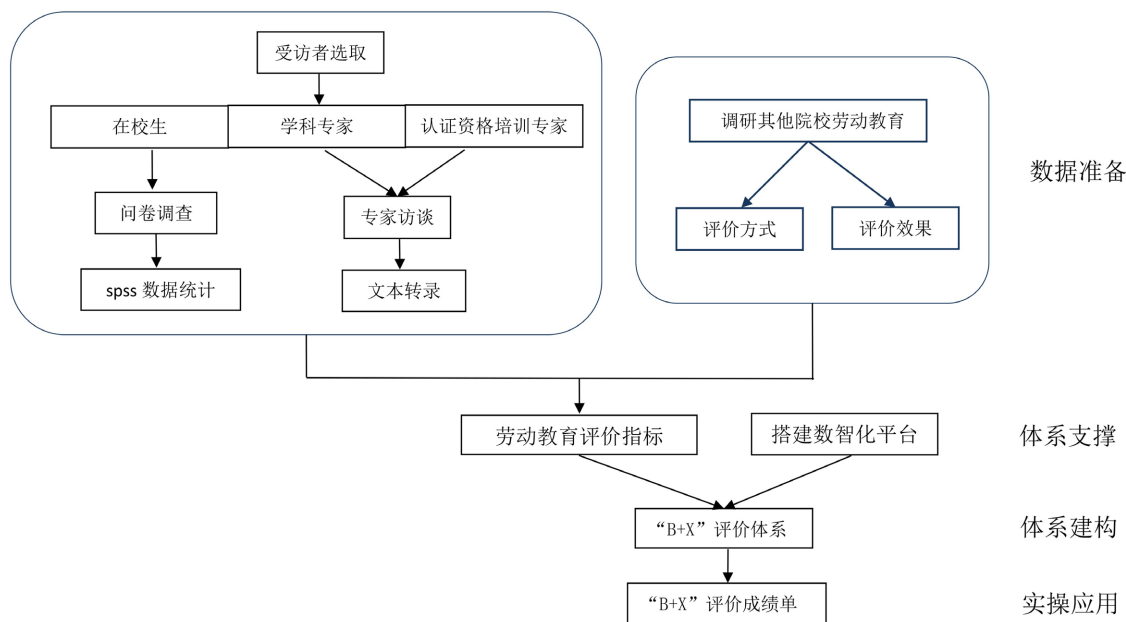 受访者选取
在校生
学科专家
认证资格培训专家
问卷调查
专家访谈
spss 数据统计
文本转录
调研其他院校劳动教育
评价方式
评价效果
数据准备
劳动教育评价指标
搭建数智化平台
体系支撑
“B+X”评价体系
体系建构
“B+X”评价成绩单
实操应用